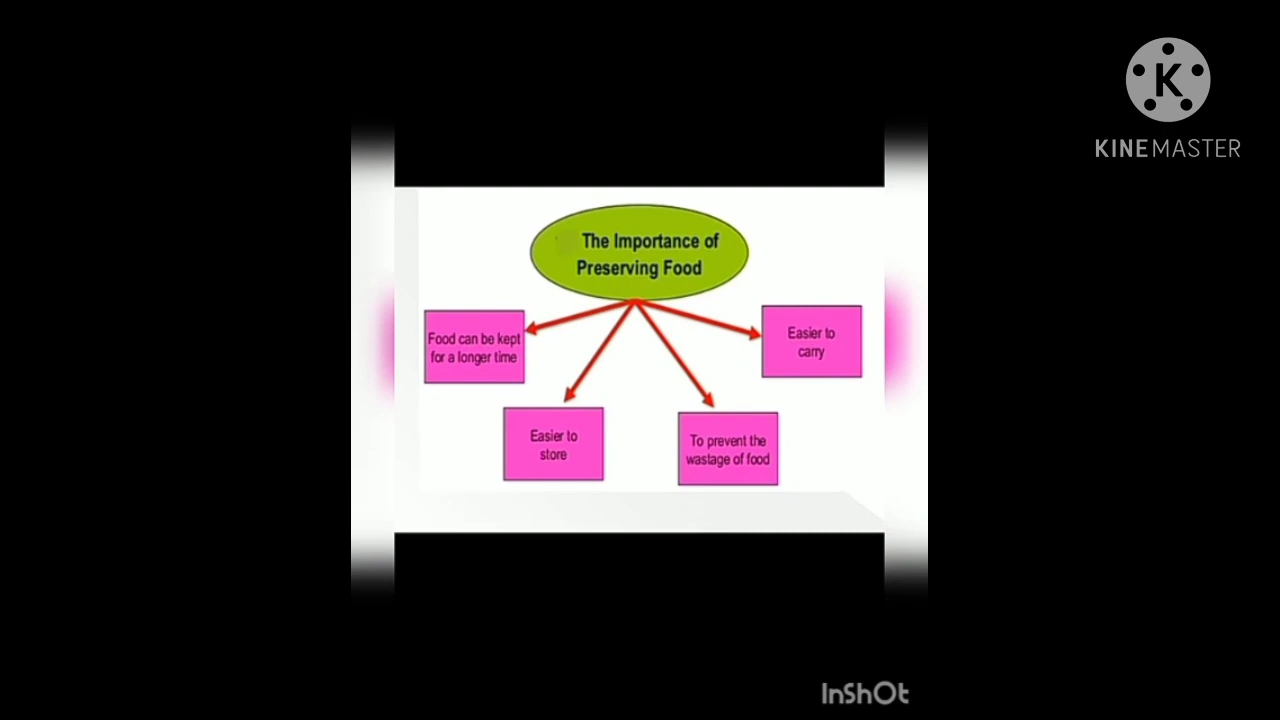 KINEMASTER
The Importance of
Preserving Food
Food can be kept
for a longer time
Easier to
store
To prevent the
wastage of food
Easier to
carry
InShOt